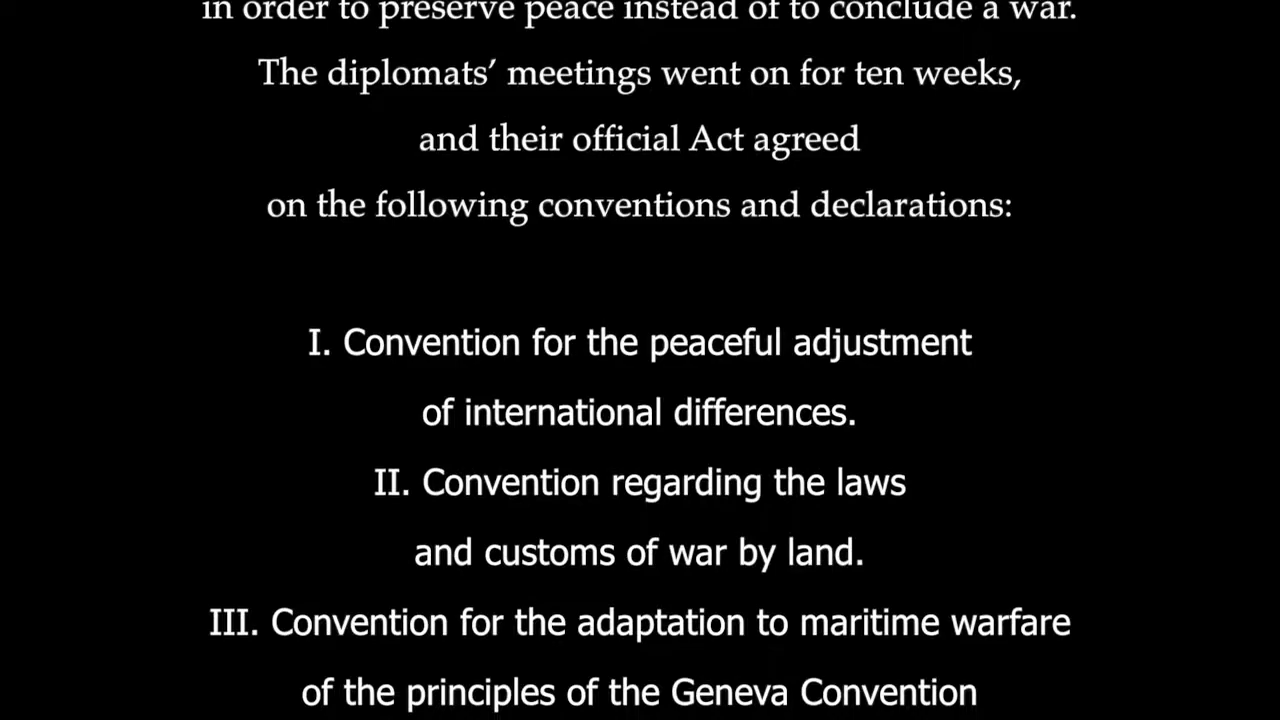 in order to preserve peace instead of to conclude a war.
The diplomats’ meetings went on for ten weeks,
and their official Act agreed
on the following conventions and declarations:
I. Convention for the peaceful adjustment
of international differences.
II. Convention regarding the laws
and customs of war by land.
III. Convention for the adaptation to maritime warfare
of the principles of the Geneva Convention